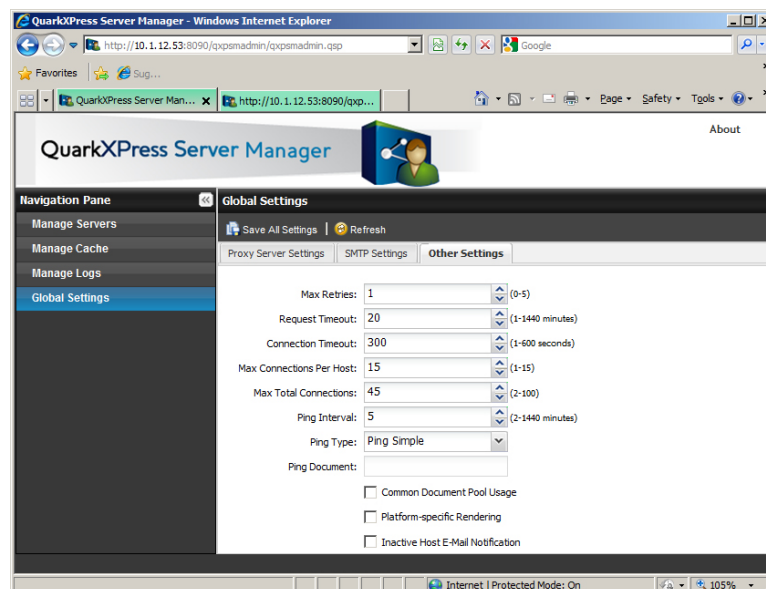 QuarkXPress Server Manager - Windows Internet Explorer
http://10.1.12.53:8090/qxpsmadmin/qxpsmadmin.qsp
Google
Favorites
Sug...
QuarkXPress Server Man...
http://10.1.12.53:8090/qxp...
Page
Safety
Tools
QuarkXPress Server Manager
About
Navigation Pane
Global Settings
Manage Servers
Save All Settings | Refresh
Manage Cache
Proxy Server Settings
SMTP Settings
Other Settings
Manage Logs
Global Settings
Max Retries: 1 (0-5)
Request Timeout: 20 (1-1440 minutes)
Connection Timeout: 300 (1-600 seconds)
Max Connections Per Host: 15 (1-15)
Max Total Connections: 45 (2-100)
Ping Interval: 5 (2-1440 minutes)
Ping Type: Ping Simple
Ping Document:
Common Document Pool Usage
Platform-specific Rendering
Inactive Host E-Mail Notification
Internet | Protected Mode: On
105%